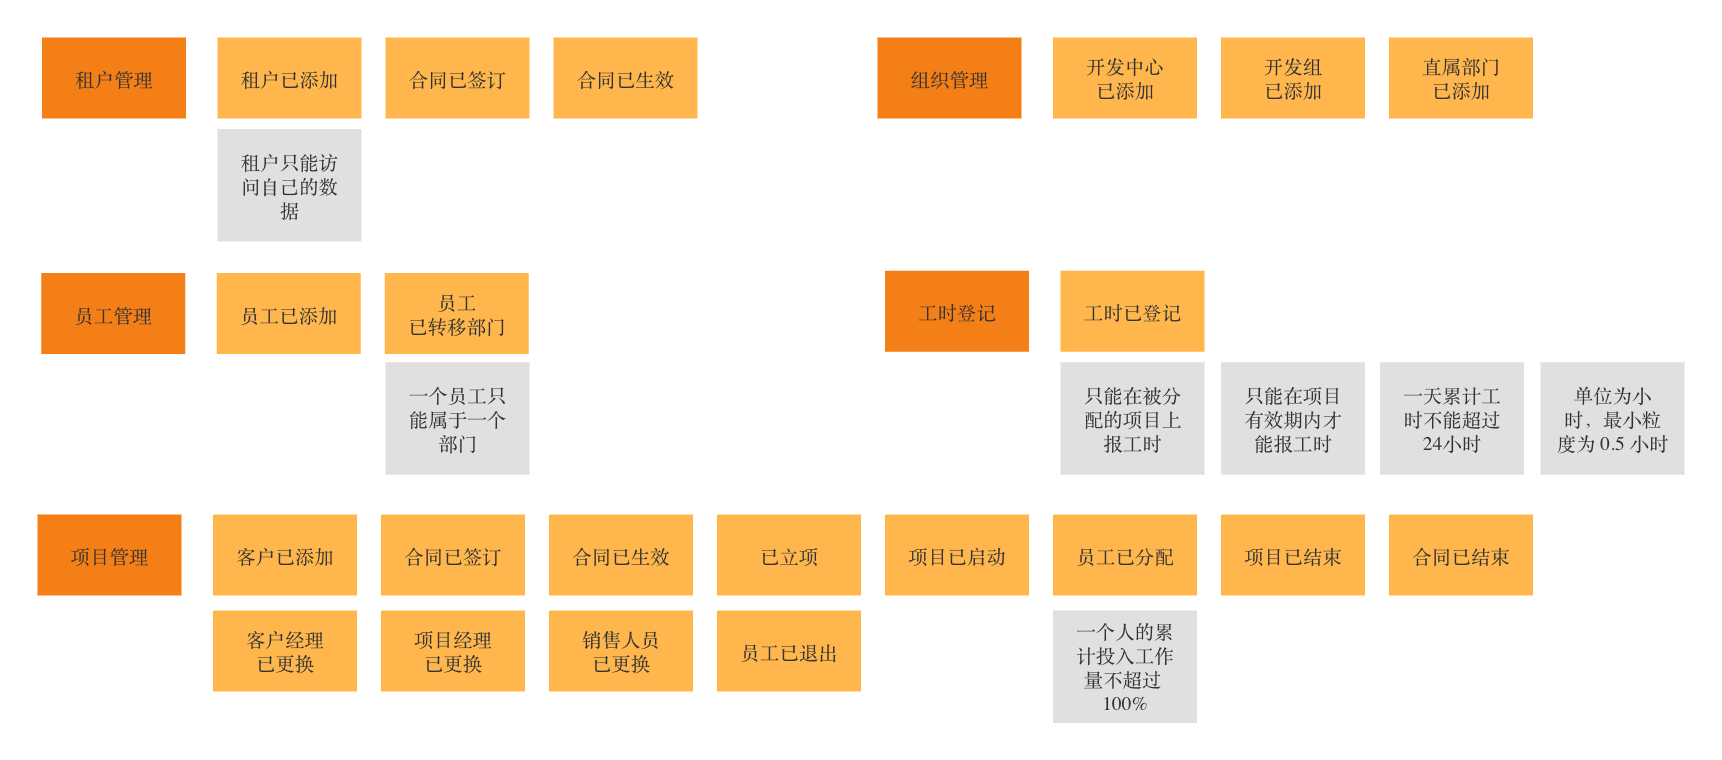 租户管理
租户已添加
合同已签订
合同已生效
租户只能访
问自己的数
据
组织管理
开发中心
已添加
开发组
已添加
直属部门
已添加
员工管理
员工已添加
员工
已转移部门
一个员工只
能属于一个
部门
工时登记
工时已登记
只能在被分
配的项目上
报工时
只能在项目
有效期内才
能报工时
一天累计工
时不能超过
24小时
单位为小
时，最小粒
度为 0.5 小时
项目管理
客户已添加
合同已签订
合同已生效
已立项
项目已启动
员工已分配
项目已结束
合同已结束
客户经理
已更换
项目经理
已更换
销售人员
已更换
员工已退出
一个人的累
计投入工作
量不超过
100%